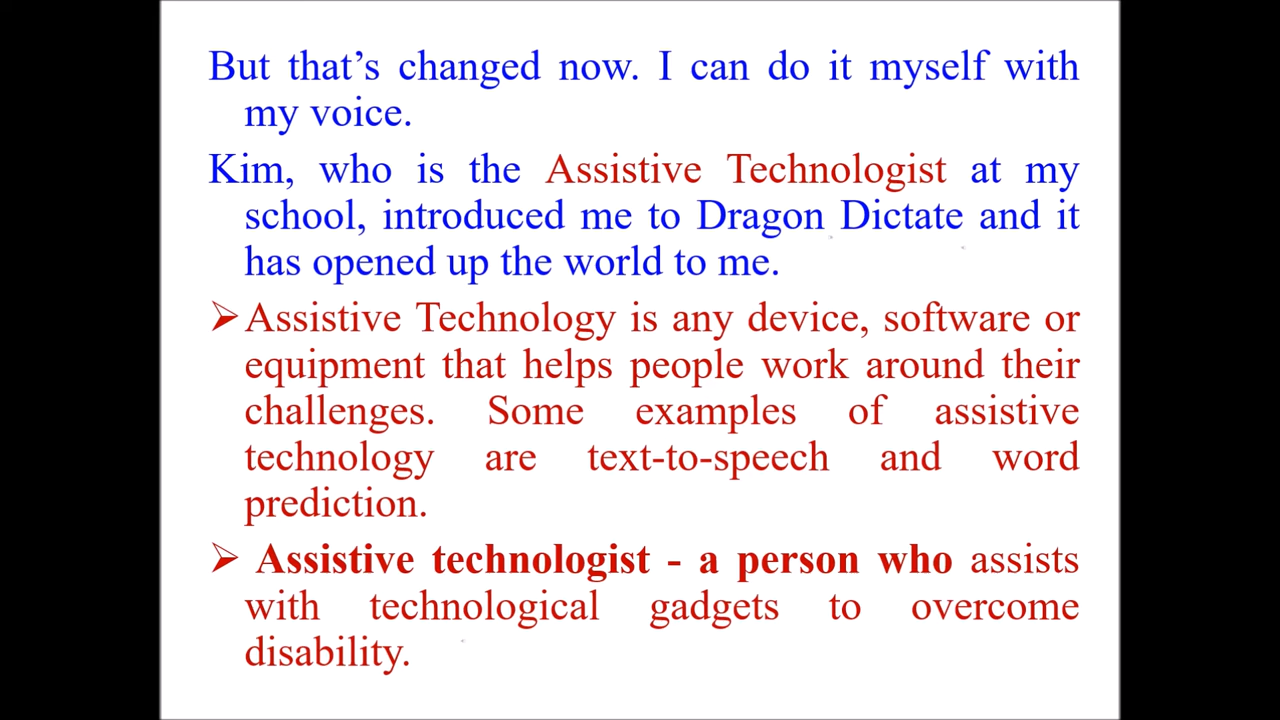 But that’s changed now. I can do it myself with
my voice.
Kim, who is the Assistive Technologist at my
school, introduced me to Dragon Dictate and it
has opened up the world to me.
➢Assistive Technology is any device, software or
equipment that helps people work around their
challenges. Some examples of assistive
technology are text-to-speech and word
prediction.
➢ Assistive technologist - a person who assists
with technological gadgets to overcome
disability.